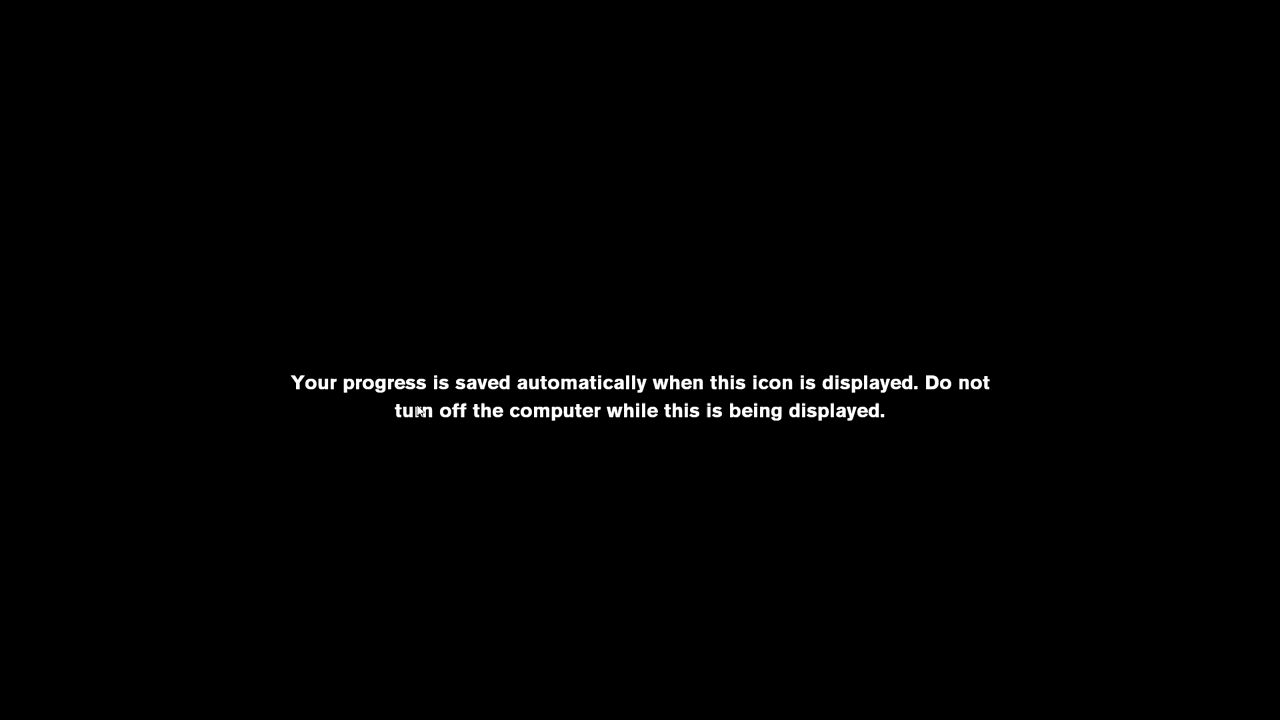 Your progress is saved automatically when this icon is displayed. Do not
turn off the computer while this is being displayed.